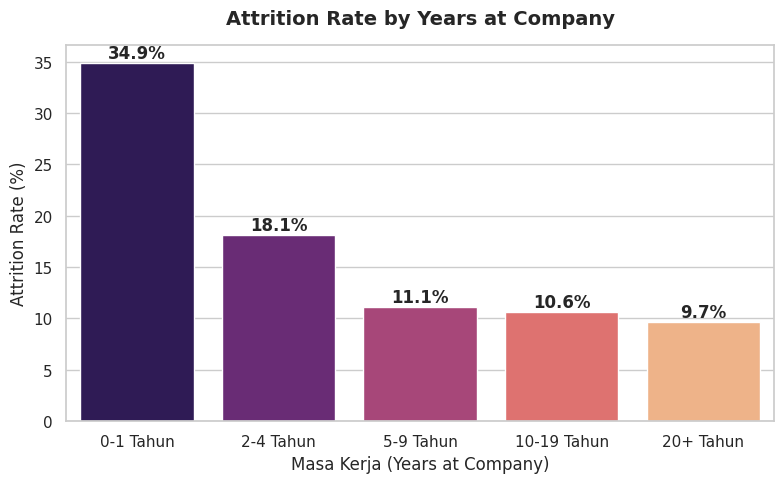 Attrition Rate by Years at Company
Attrition Rate (%)
35
30
25
20
15
10
5
0
34.9%
18.1%
11.1%
10.6%
9.7%
0-1 Tahun
2-4 Tahun
5-9 Tahun
10-19 Tahun
20+ Tahun
Masa Kerja (Years at Company)